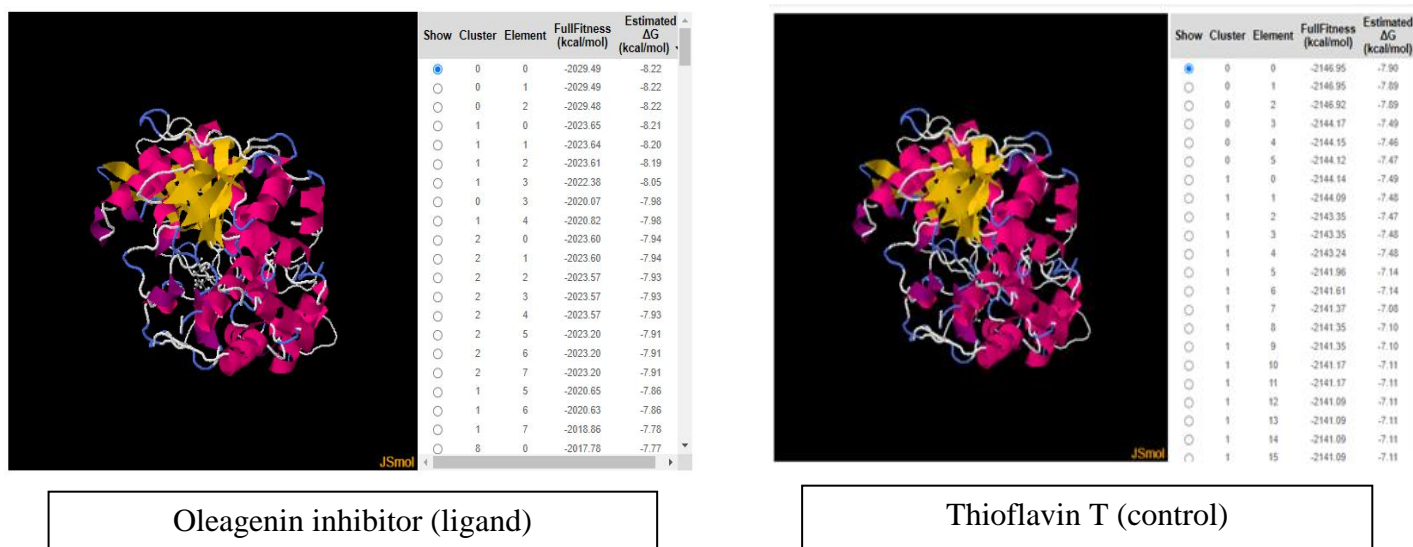 Show Cluster Element FullFitness (kcal/mol) Estimated ΔG (kcal/mol)
0 0 -2029.49 -8.22
0 1 -2029.49 -8.22
0 2 -2029.48 -8.22
1 0 -2023.65 -8.21
1 1 -2023.64 -8.20
1 2 -2023.61 -8.19
1 3 -2022.38 -8.05
0 3 -2020.07 -7.98
1 4 -2020.82 -7.98
2 0 -2023.60 -7.94
2 1 -2023.60 -7.94
2 2 -2023.57 -7.93
2 3 -2023.57 -7.93
2 4 -2023.57 -7.93
2 5 -2023.20 -7.91
2 6 -2023.20 -7.91
2 7 -2023.20 -7.91
1 5 -2020.65 -7.86
1 6 -2020.63 -7.86
1 7 -2018.86 -7.78
8 0 -2017.78 -7.77
JSmol
Oleagenin inhibitor (ligand)
Show Cluster Element FullFitness (kcal/mol) Estimated ΔG (kcal/mol)
0 0 -2146.95 -7.90
0 1 -2146.95 -7.89
0 2 -2146.92 -7.89
0 3 -2144.17 -7.49
0 4 -2144.15 -7.46
0 5 -2144.12 -7.47
1 0 -2144.14 -7.49
1 1 -2144.09 -7.48
1 2 -2143.35 -7.47
1 3 -2143.35 -7.48
1 4 -2143.24 -7.48
1 5 -2141.96 -7.14
1 6 -2141.61 -7.14
1 7 -2141.37 -7.08
1 8 -2141.35 -7.10
1 9 -2141.35 -7.10
1 10 -2141.17 -7.11
1 11 -2141.17 -7.11
1 12 -2141.09 -7.11
1 13 -2141.09 -7.11
1 14 -2141.09 -7.11
1 15 -2141.09 -7.11
JSmol
Thioflavin T (control)